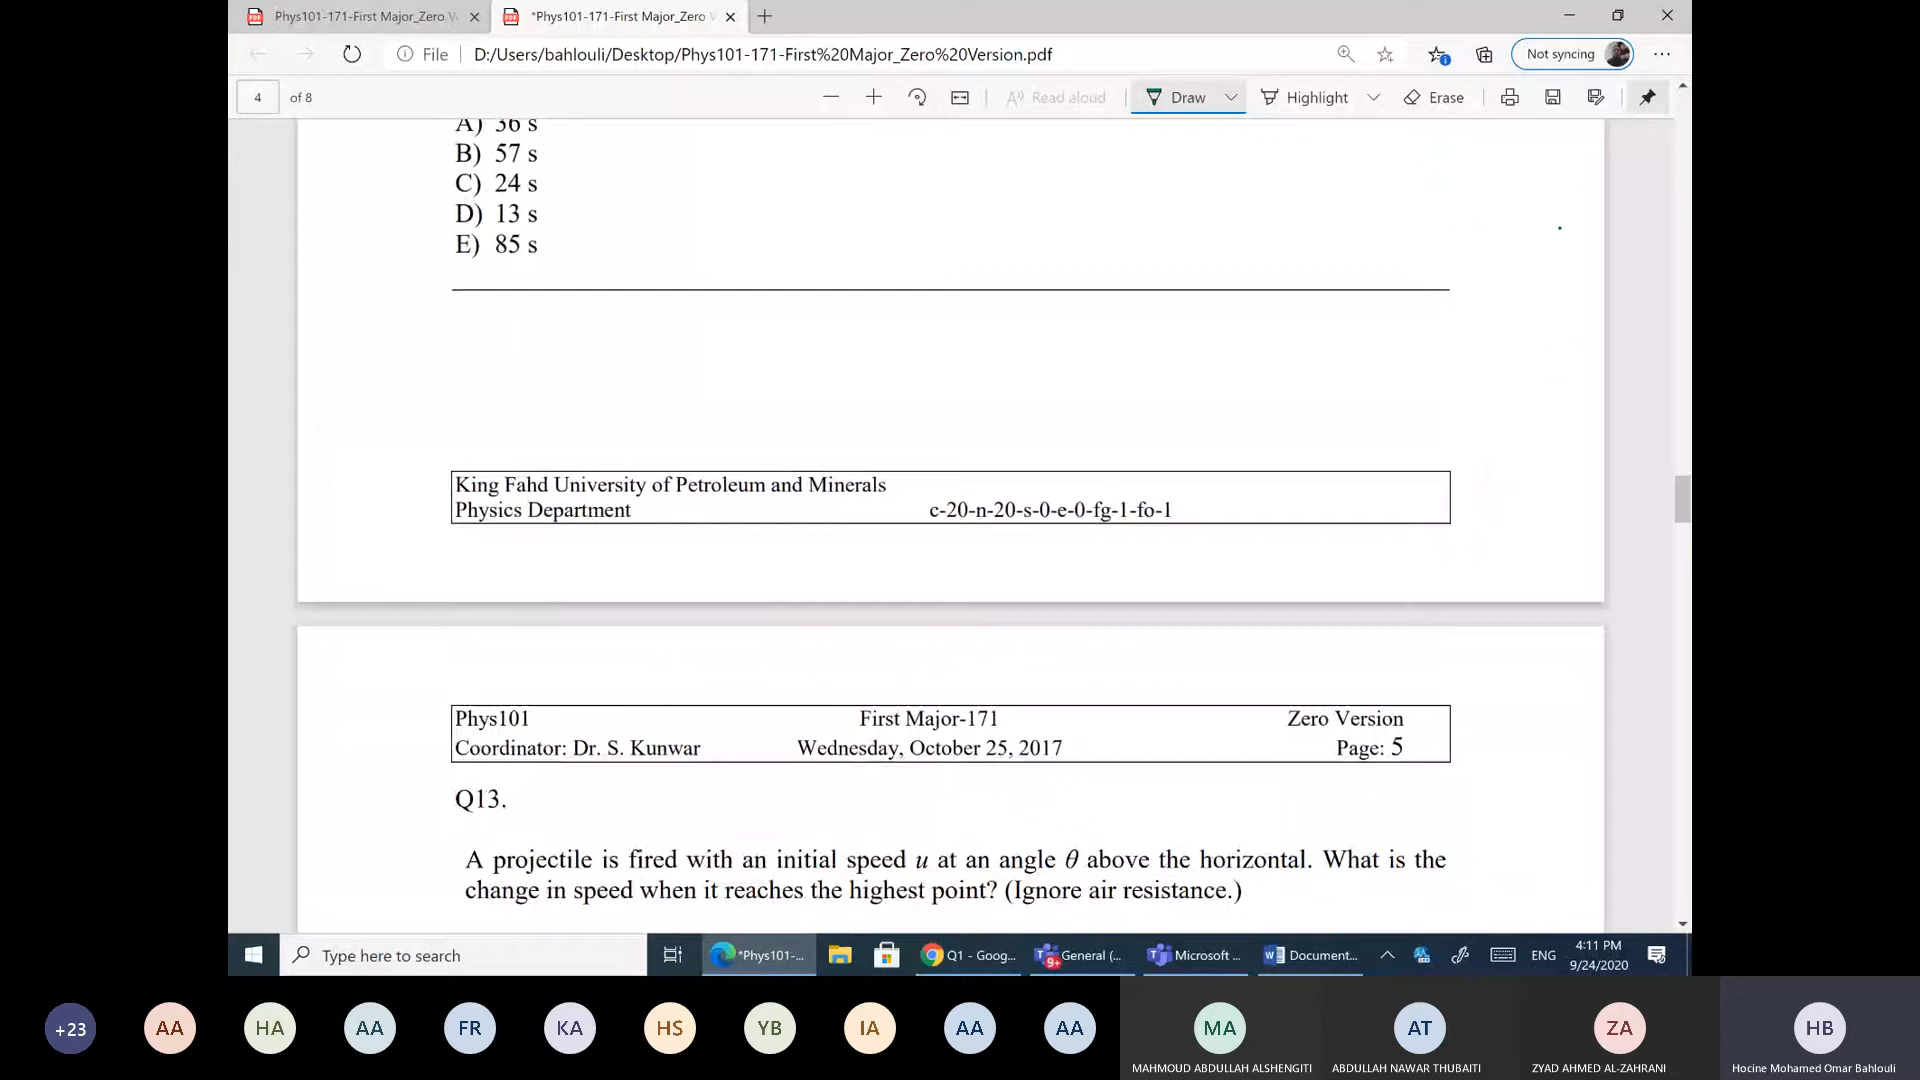 Phys101-171-First Major_Zero V
*Phys101-171-First Major_Zero
File
D:/Users/bahlouli/Desktop/Phys101-171-First%20Major_Zero%20Version.pdf
Not syncing
4
of 8
Read aloud
Draw
Highlight
Erase
A) 36 s
B) 57 s
C) 24 s
D) 13 s
E) 85 s
King Fahd University of Petroleum and Minerals
Physics Department c-20-n-20-s-0-e-0-fg-1-fo-1
Phys101 First Major-171 Zero Version
Coordinator: Dr. S. Kunwar Wednesday, October 25, 2017 Page: 5
Q13.
A projectile is fired with an initial speed u at an angle θ above the horizontal. What is the
change in speed when it reaches the highest point? (Ignore air resistance.)
Type here to search
*Phys101-...
Q1 - Goog...
9+
General (...
Microsoft ...
Document...
ENG
4:11 PM
9/24/2020
+23
AA
HA
AA
FR
KA
HS
YB
IA
AA
AA
MA
AT
ZA
HB
MAHMOUD ABDULLAH ALSHENGITI
ABDULLAH NAWAR THUBAITI
ZYAD AHMED AL-ZAHRANI
Hocine Mohamed Omar Bahlouli